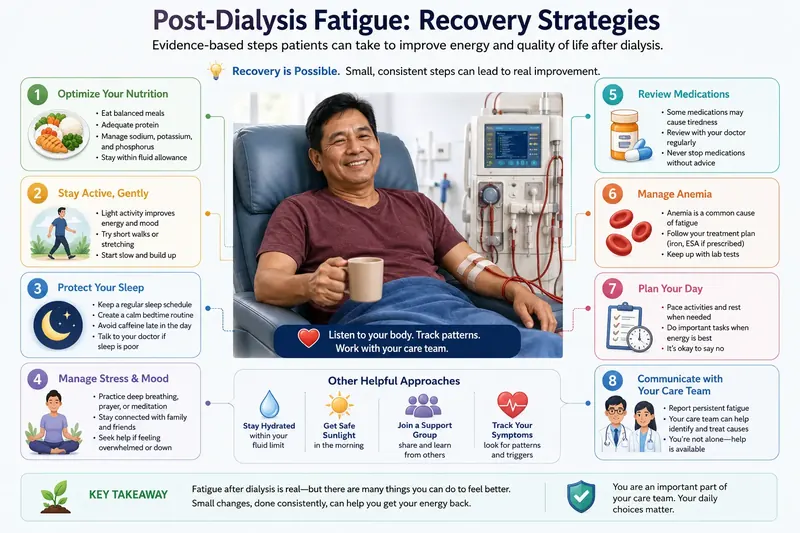 Post-Dialysis Fatigue: Recovery Strategies
Evidence-based steps patients can take to improve energy and quality of life after dialysis.
Recovery is Possible. Small, consistent steps can lead to real improvement.
1 Optimize Your Nutrition
• Eat balanced meals
• Adequate protein
• Manage sodium, potassium,
and phosphorus
• Stay within fluid allowance
2 Stay Active, Gently
• Light activity improves
energy and mood
• Try short walks or
stretching
• Start slow and build up
3 Protect Your Sleep
• Keep a regular sleep schedule
• Create a calm bedtime routine
• Avoid caffeine late in the day
• Talk to your doctor if
sleep is poor
4 Manage Stress & Mood
• Practice deep breathing,
prayer, or meditation
• Stay connected with family
and friends
• Seek help if feeling
overwhelmed or down
5 Review Medications
• Some medications may
cause tiredness
• Review with your doctor
regularly
• Never stop medications
without advice
6 Manage Anemia
• Anemia is a common cause
of fatigue
• Follow your treatment plan
(iron, ESA if prescribed)
• Keep up with lab tests
7 Plan Your Day
• Pace activities and rest
when needed
• Do important tasks when
energy is best
• It's okay to say no
8 Communicate with
Your Care Team
• Report persistent fatigue
• Your care team can help
identify and treat causes
• You're not alone—help
is available
Listen to your body. Track patterns.
Work with your care team.
Other Helpful Approaches
Stay Hydrated
within your
fluid limit
Get Safe
Sunlight
in the morning
Join a Support
Group
share and learn
from others
Track Your
Symptoms
look for patterns
and triggers
KEY TAKEAWAY
Fatigue after dialysis is real—but there are many things you can do to feel better.
Small changes, done consistently, can help you get your energy back.
You are an important part of
your care team. Your daily
choices matter.